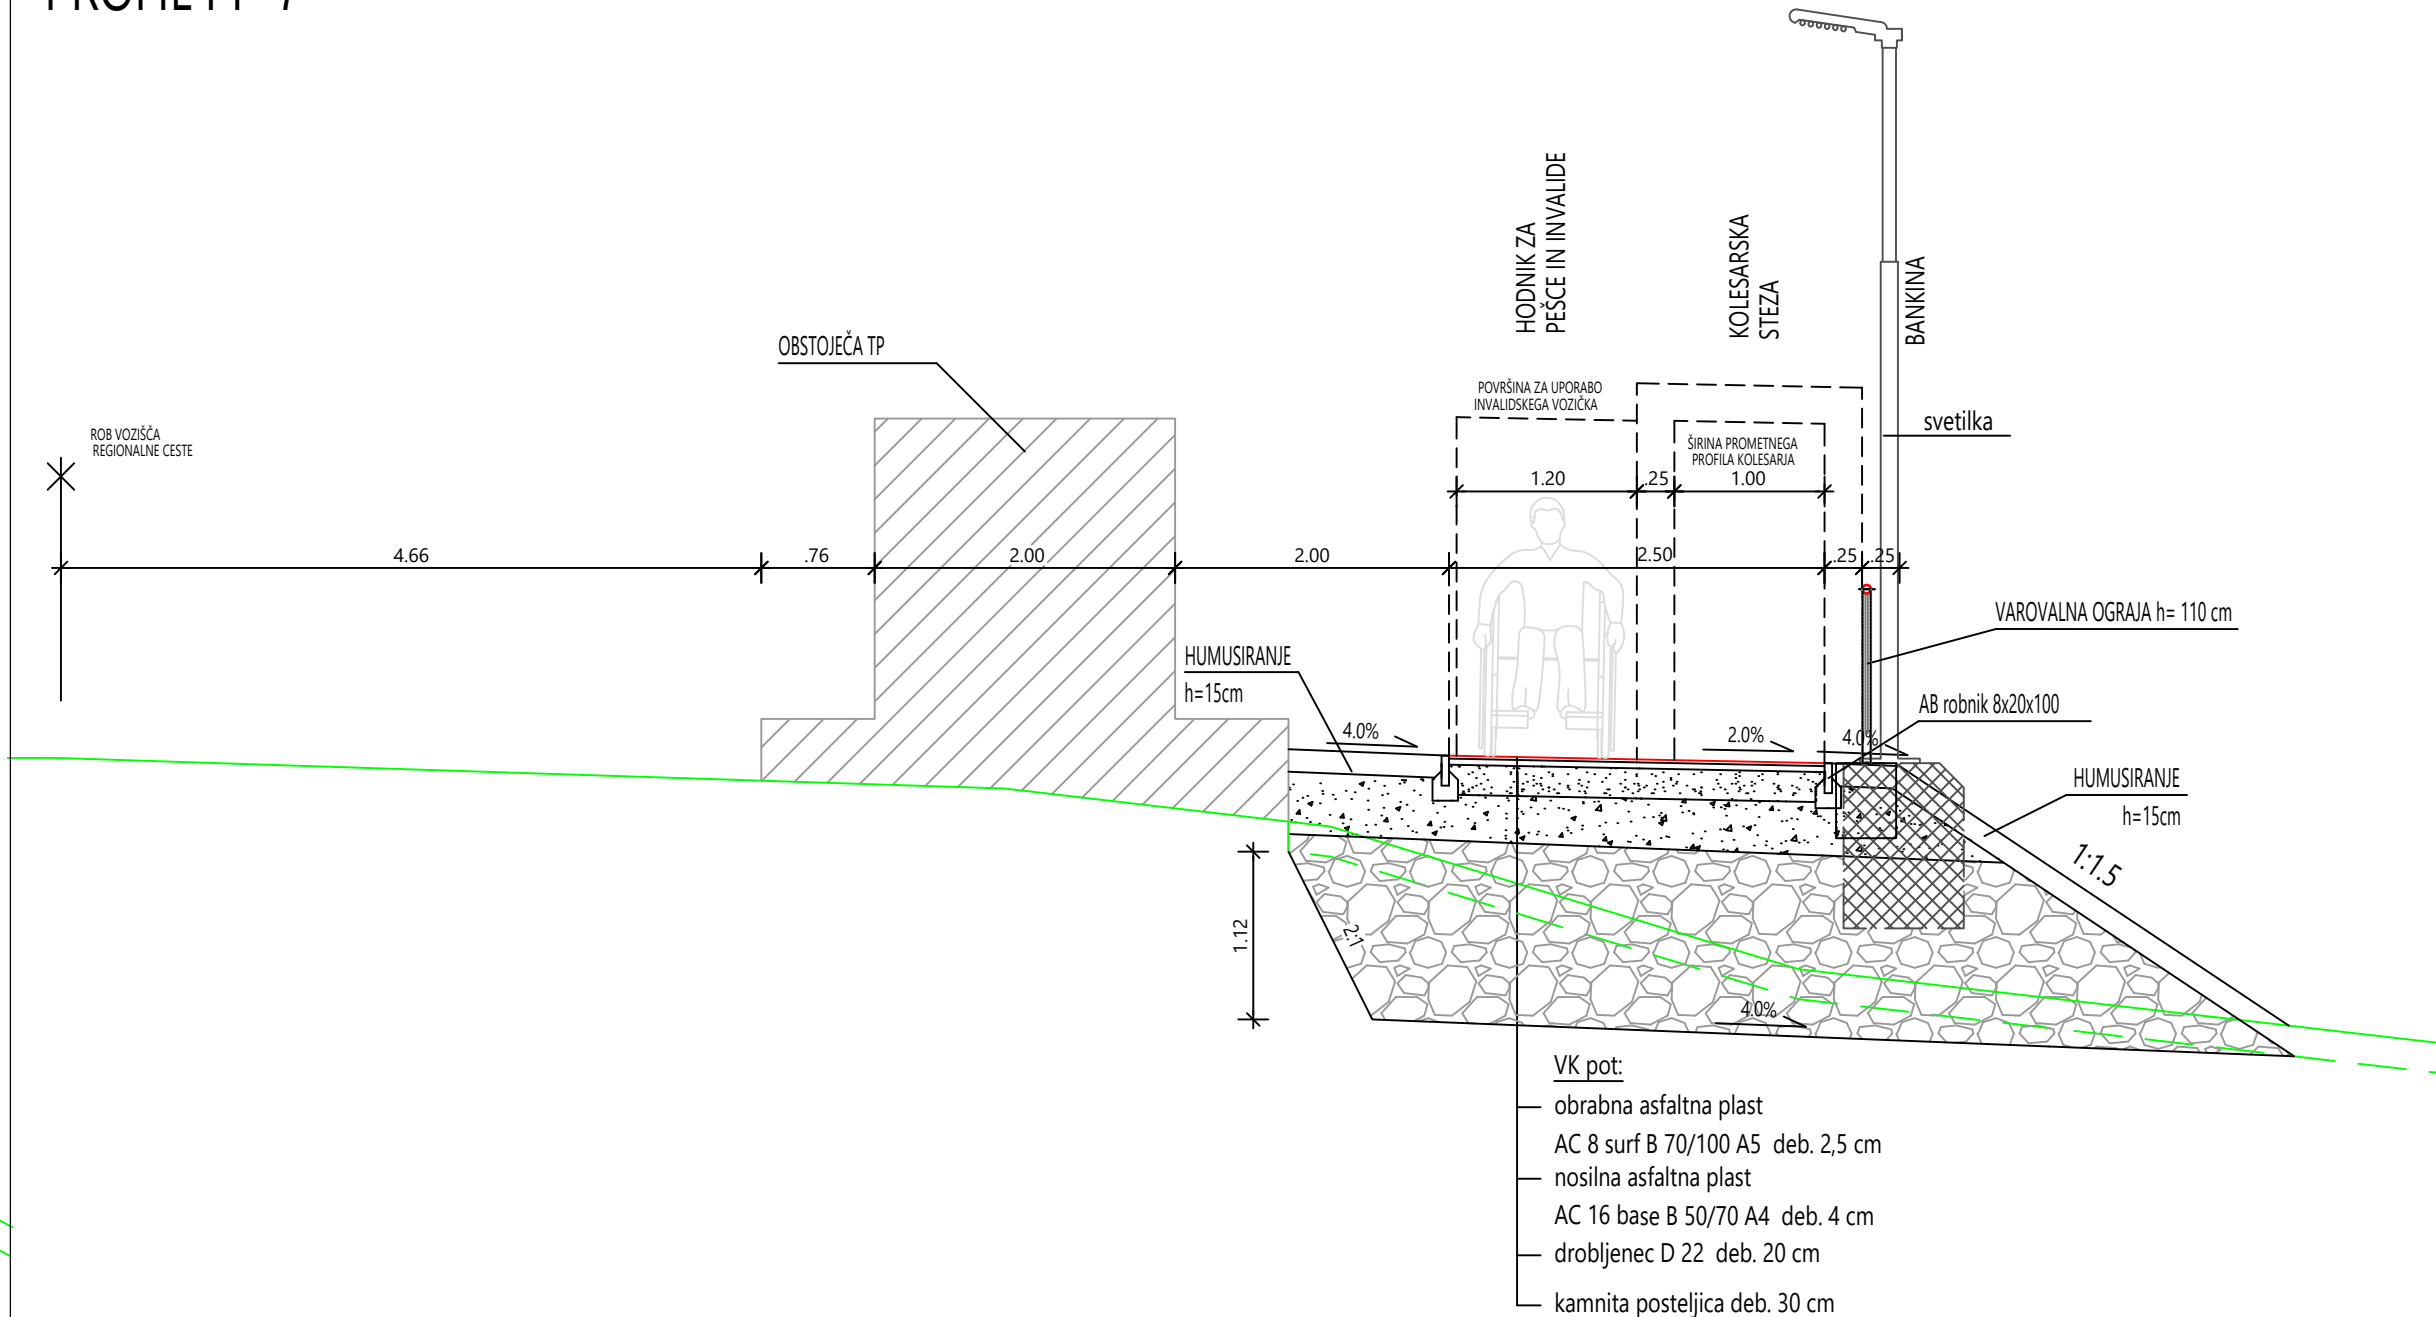 HODNIK ZA
PEŠCE IN INVALIDE
KOLESARSKA
STEZA
BANKINA
OBSTOJEČA TP
POVRŠINA ZA UPORABO
INVALIDSKEGA VOZIČKA
svetilka
ROB VOZIŠČA
REGIONALNE CESTE
ŠIRINA PROMETNEGA
PROFILA KOLESARJA
1.20
.25
1.00
4.66
.76
2.00
2.00
2.50
.25
.25
VAROVALNA OGRAJA h= 110 cm
HUMUSIRANJE
h=15cm
AB robnik 8x20x100
4.0%
2.0%
4.0%
HUMUSIRANJE
h=15cm
1:1.5
1.12
2:1
4.0%
VK pot:
obrabna asfaltna plast
AC 8 surf B 70/100 A5 deb. 2,5 cm
nosilna asfaltna plast
AC 16 base B 50/70 A4 deb. 4 cm
drobljenec D 22 deb. 20 cm
kamnita posteljica deb. 30 cm